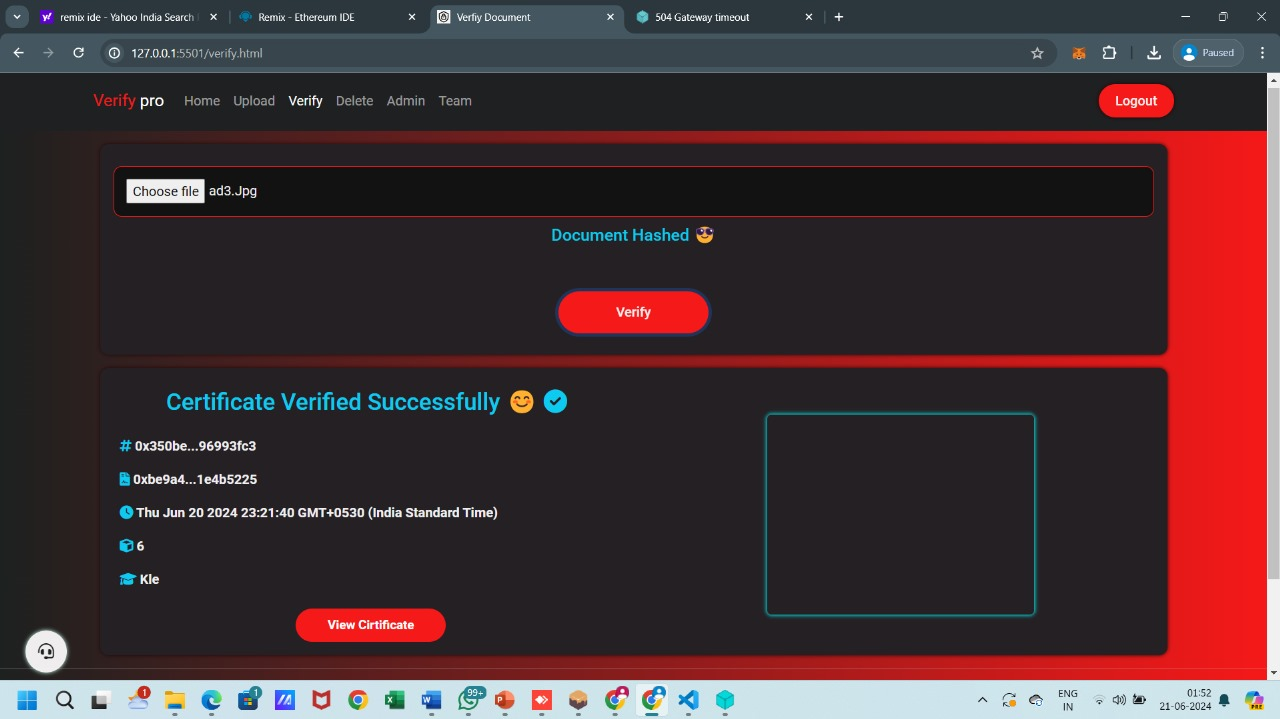 remix ide - Yahoo India Search
Remix - Ethereum IDE
Verfiy Document
504 Gateway timeout
127.0.0.1:5501/verify.html
Paused
Verify pro
Home
Upload
Verify
Delete
Admin
Team
Logout
Choose file ad3.Jpg
Document Hashed 😎
Verify
Certificate Verified Successfully 😊
# 0x350be...96993fc3
0xbe9a4...1e4b5225
Thu Jun 20 2024 23:21:40 GMT+0530 (India Standard Time)
6
Kle
View Cirtificate
1
1
99+
ENG
IN
01:52
21-06-2024
PRE